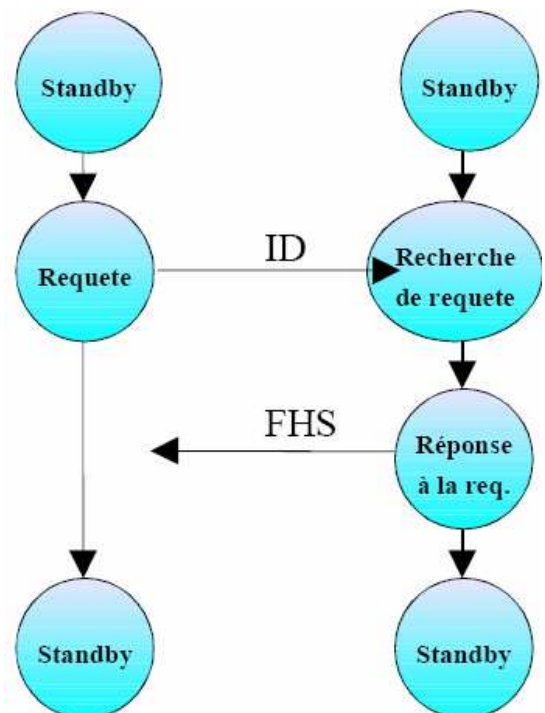 Standby
Standby
Requete
ID
Recherche
de requete
FHS
Réponse
à la req.
Standby
Standby